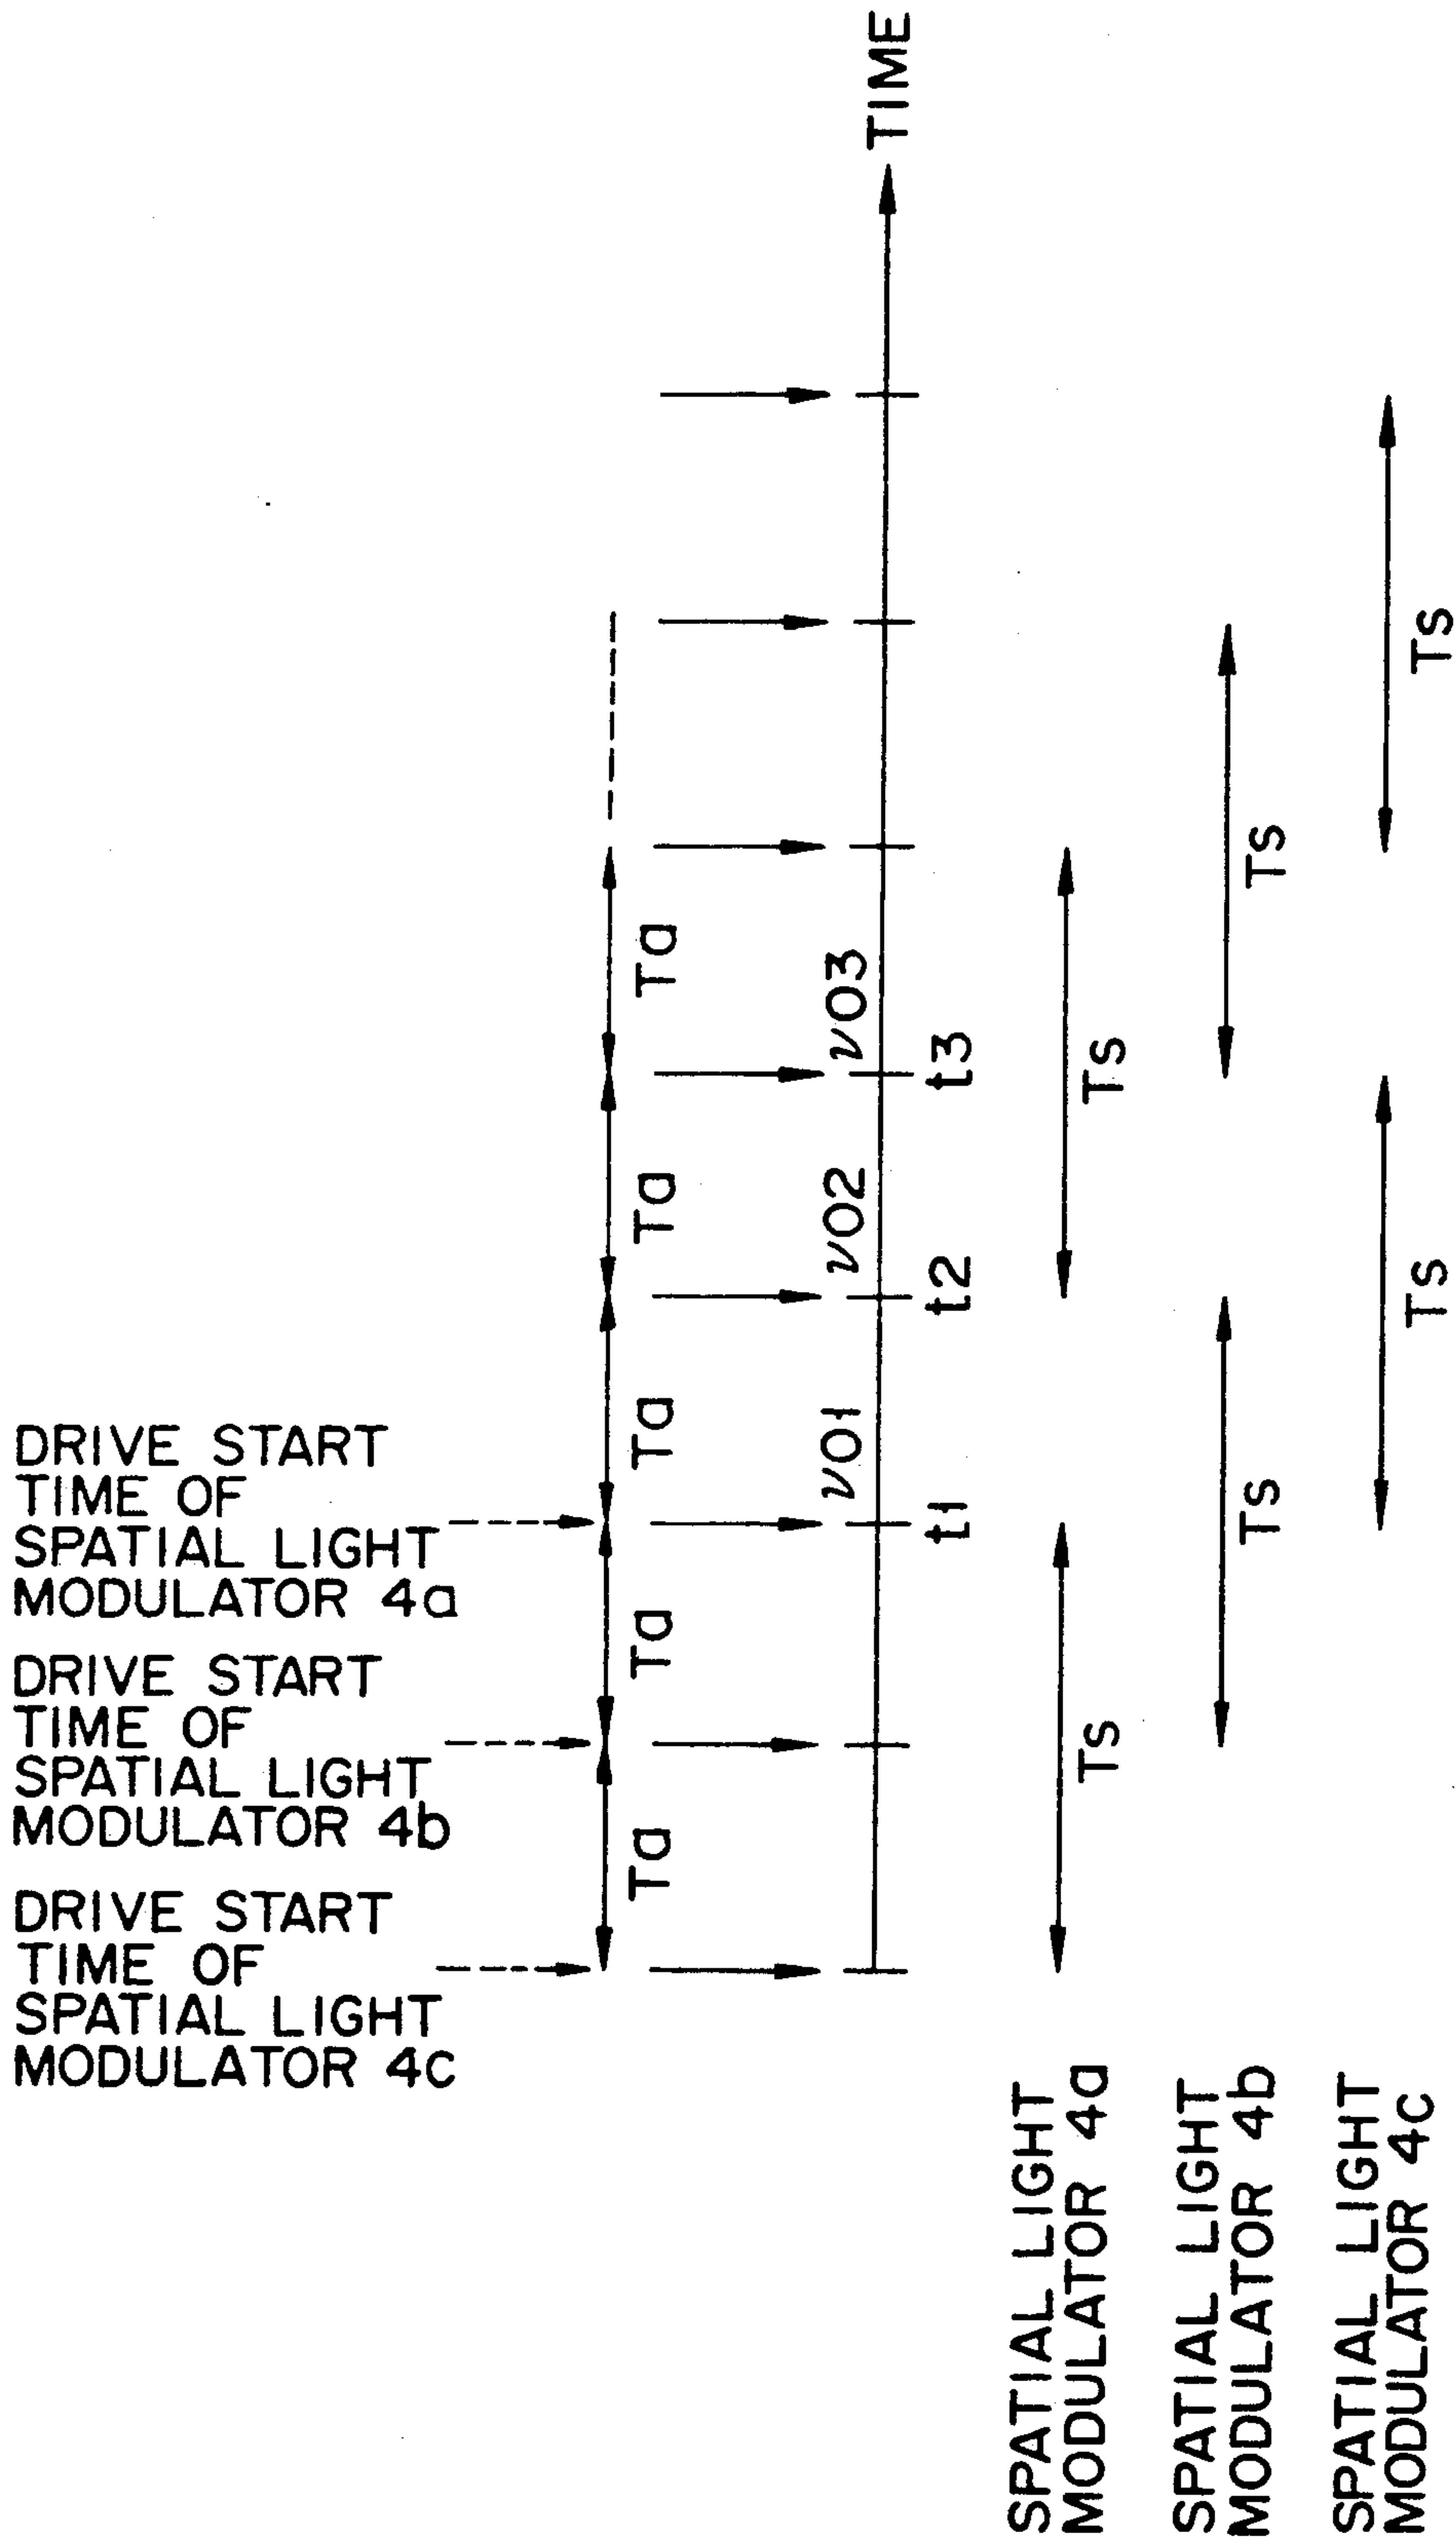 DRIVE START
TIME OF
SPATIAL LIGHT
MODULATOR 4a
DRIVE START
TIME OF
SPATIAL LIGHT
MODULATOR 4b
DRIVE START
TIME OF
SPATIAL LIGHT
MODULATOR 4c
Ta
Ta
Ta
Ta
Ta
TIME
ν01
ν02
ν03
t1
t2
t3
SPATIAL LIGHT
MODULATOR 4a
Ts
Ts
SPATIAL LIGHT
MODULATOR 4b
Ts
Ts
SPATIAL LIGHT
MODULATOR 4c
Ts
Ts